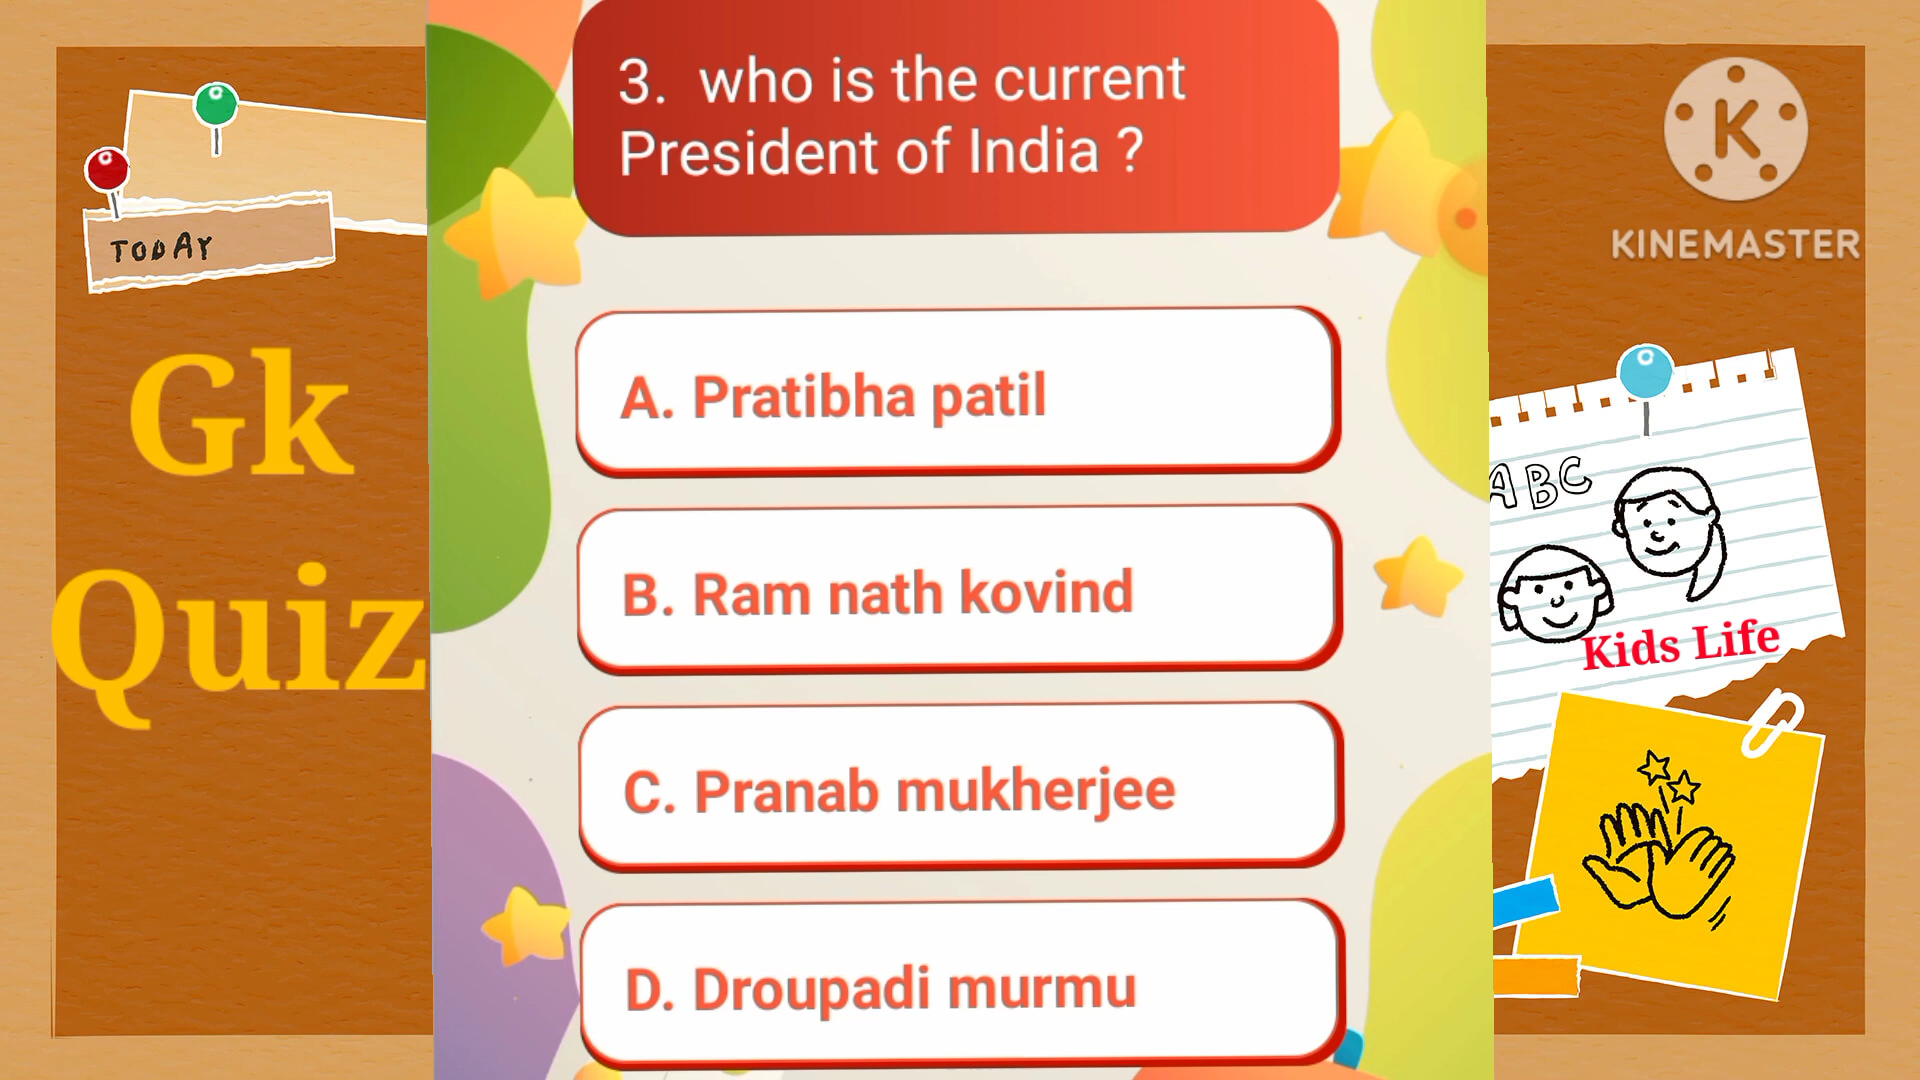 TODAY
Gk
Quiz
3. who is the current
President of India ?
A. Pratibha patil
B. Ram nath kovind
C. Pranab mukherjee
D. Droupadi murmu
K
KINEMASTER
ABC
Kids Life